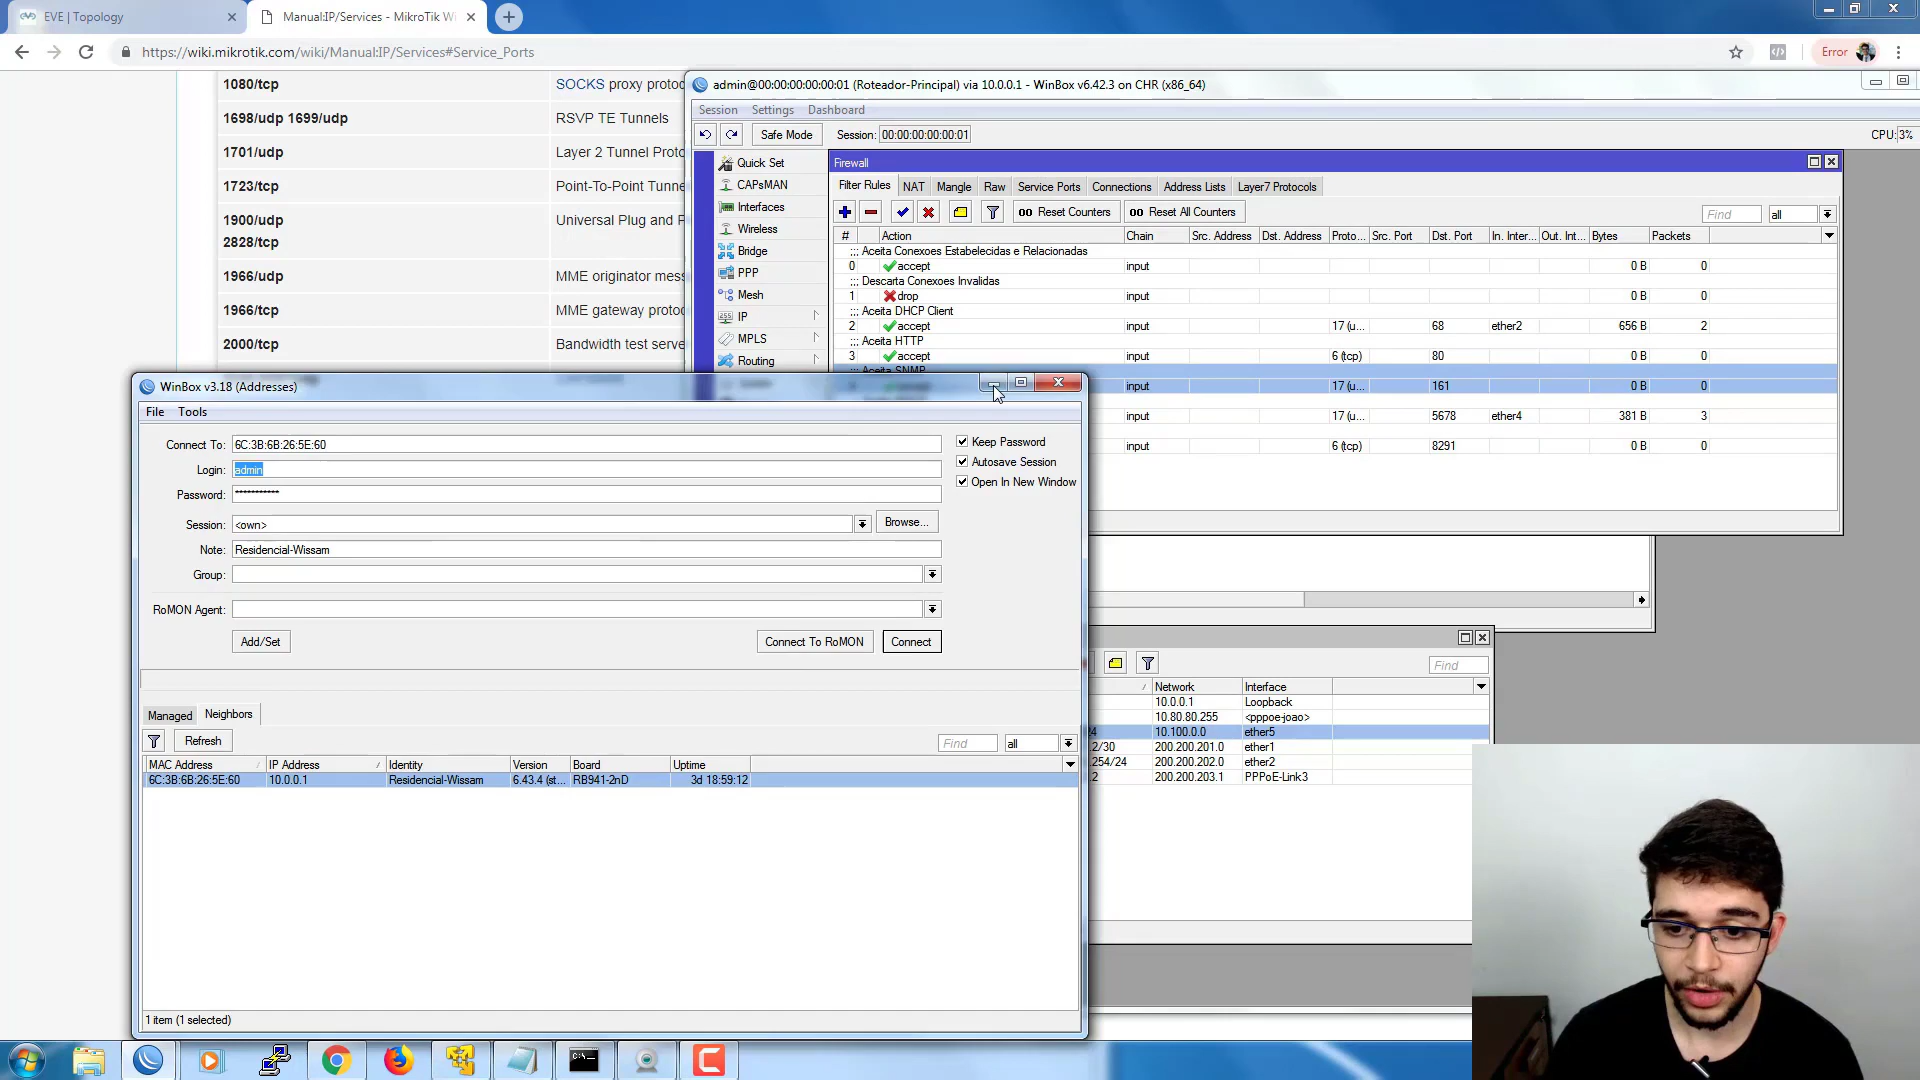 EVE | Topology
Manual:IP/Services - MikroTik Wi
https://wiki.mikrotik.com/wiki/Manual:IP/Services#Service_Ports
Error
1080/tcp
SOCKS proxy protoc
1698/udp 1699/udp
RSVP TE Tunnels
1701/udp
Layer 2 Tunnel Proto
1723/tcp
Point-To-Point Tunne
1900/udp
Universal Plug and P
2828/tcp
1966/udp
MME originator mess
1966/tcp
MME gateway protoc
2000/tcp
Bandwidth test serve
admin@00:00:00:00:00:01 (Roteador-Principal) via 10.0.0.1 - WinBox v6.42.3 on CHR (x86_64)
Session Settings Dashboard
Safe Mode Session: 00:00:00:00:00:01 CPU: 3%
Quick Set
CAPsMAN
Interfaces
Wireless
Bridge
PPP
Mesh
IP
MPLS
Routing
Firewall
Filter Rules NAT Mangle Raw Service Ports Connections Address Lists Layer7 Protocols
00 Reset Counters 00 Reset All Counters Find all
# Action Chain Src. Address Dst. Address Proto... Src. Port Dst. Port In. Inter... Out. Int... Bytes Packets
;;; Aceita Conexoes Estabelecidas e Relacionadas
0 accept input 0 B 0
;;; Descarta Conexoes Invalidas
1 drop input 0 B 0
;;; Aceita DHCP Client
2 accept input 17 (u... 68 ether2 656 B 2
;;; Aceita HTTP
3 accept input 6 (tcp) 80 0 B 0
;;; Aceita SNMP
input 17 (u... 161 0 B 0
input 17 (u... 5678 ether4 381 B 3
input 6 (tcp) 8291 0 B 0
WinBox v3.18 (Addresses)
File Tools
Connect To: 6C:3B:6B:26:5E:60
Login: admin
Password: ***********
Session: <own> Browse...
Note: Residencial-Wissam
Group:
RoMON Agent:
Keep Password
Autosave Session
Open In New Window
Add/Set Connect To RoMON Connect
Managed Neighbors
Refresh Find all
MAC Address IP Address Identity Version Board Uptime
6C:3B:6B:26:5E:60 10.0.0.1 Residencial-Wissam 6.43.4 (st... RB941-2nD 3d 18:59:12
1 item (1 selected)
Find
Network Interface
10.0.0.1 Loopback
10.80.80.255 <pppoe-joao>
24 10.100.0.0 ether5
.2/30 200.200.201.0 ether1
.254/24 200.200.202.0 ether2
.2 200.200.203.1 PPPoE-Link3